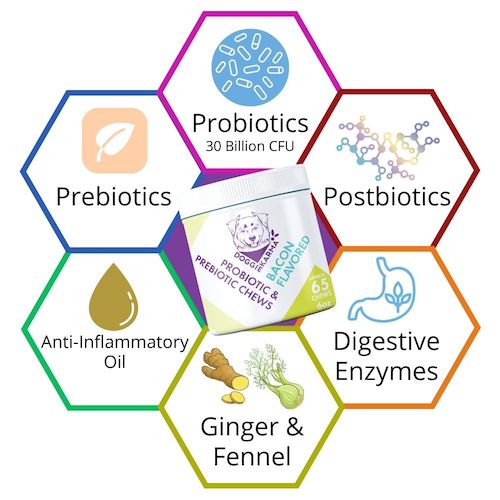 Probiotics
30 Billion CFU
Prebiotics
Postbiotics
DOGGIE
KARMA
PROBIOTIC &
PREBIOTIC CHEWS
BACON
FLAVORED
65
CHEWS
6oz
Anti-Inflammatory
Oil
Digestive
Enzymes
Ginger &
Fennel